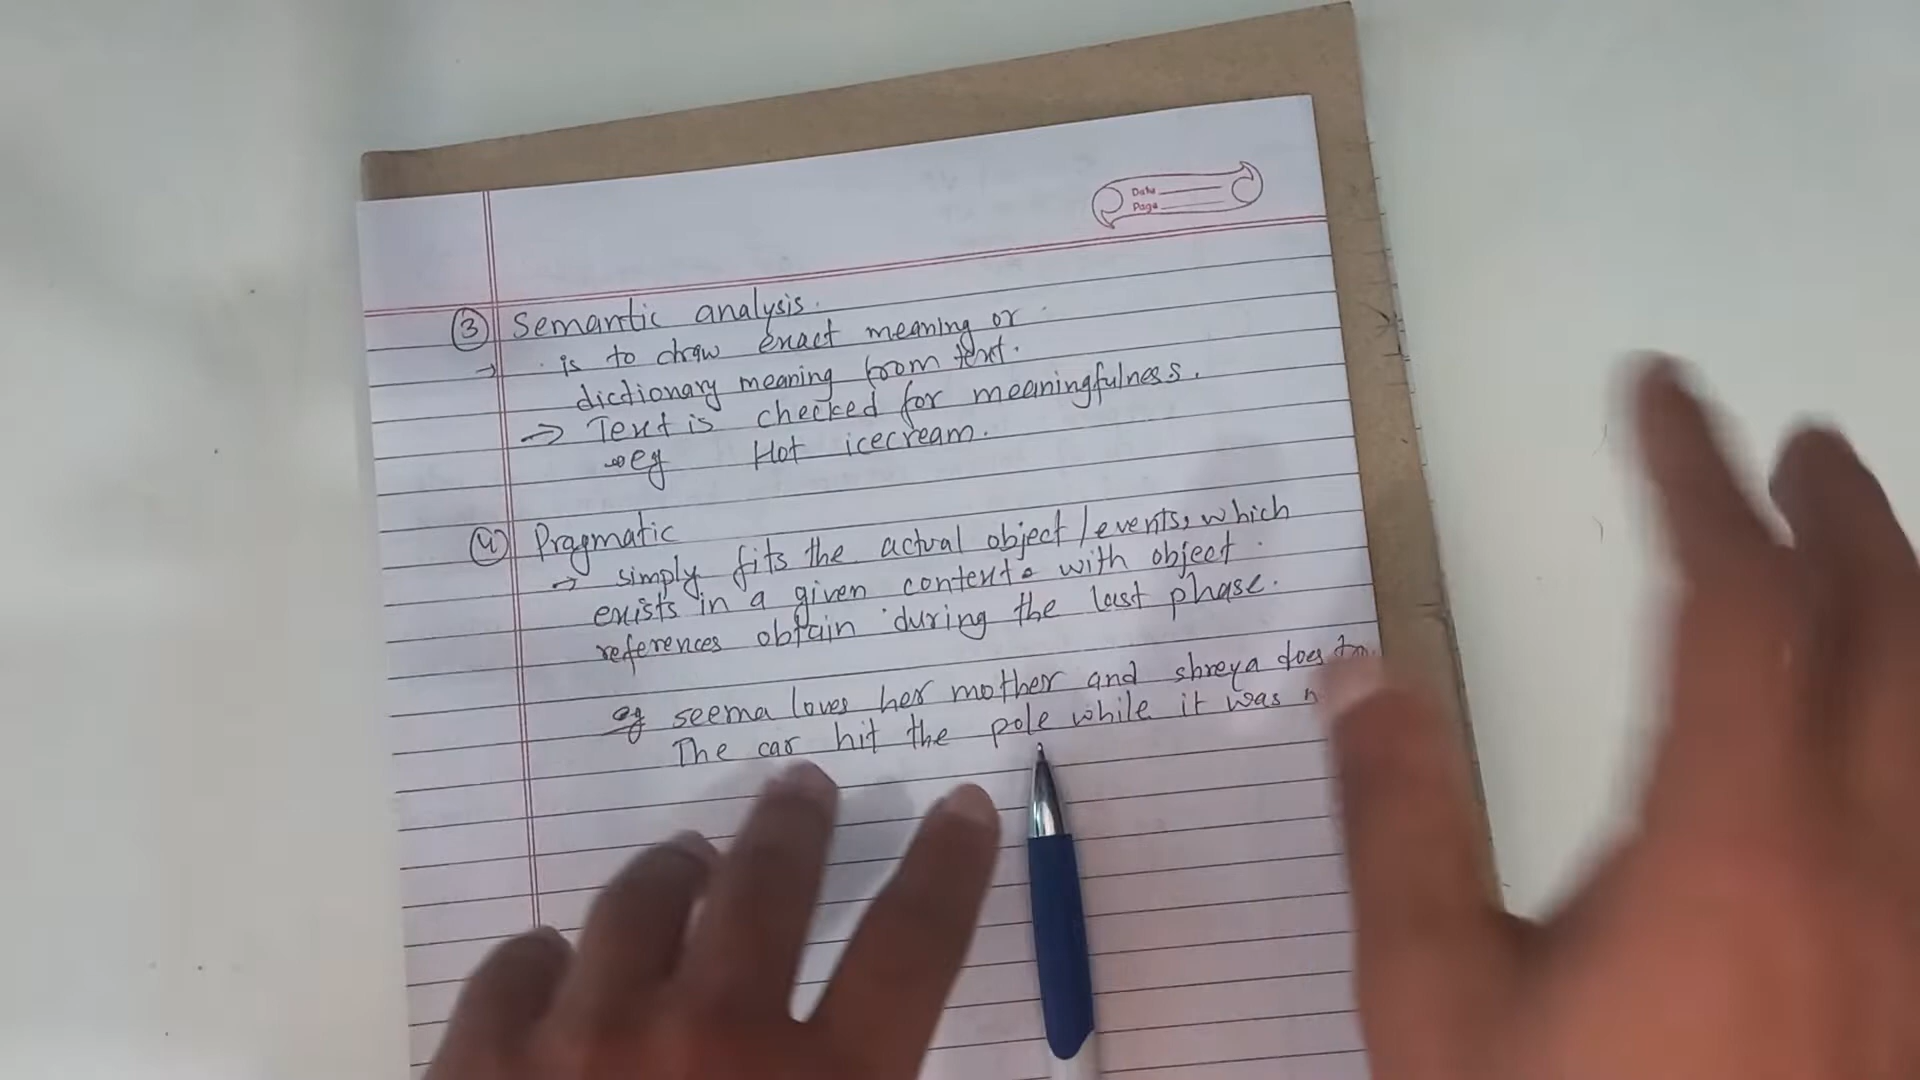 Date
Page
③ Semantic analysis.
→ is to draw exact meaning or
dictionary meaning from text.
→ Text is checked for meaningfulness.
eg Hot icecream.
④ Pragmatic
→ simply fits the actual object / events, which
exists in a given context with object
references obtain during the last phase.
eg seema loves her mother and shreya does
The car hit the pole while it was